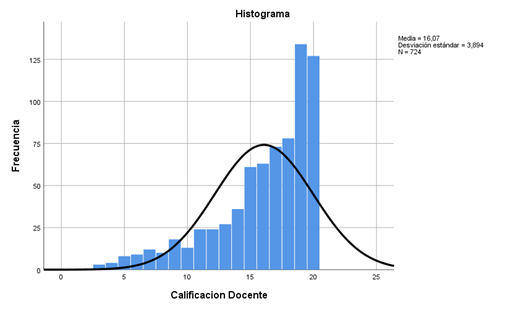 Histograma
Media = 16,07
Desviación estándar = 3,894
N = 724
Frecuencia
125
100
75
50
25
0
0 5 10 15 20 25
Calificacion Docente